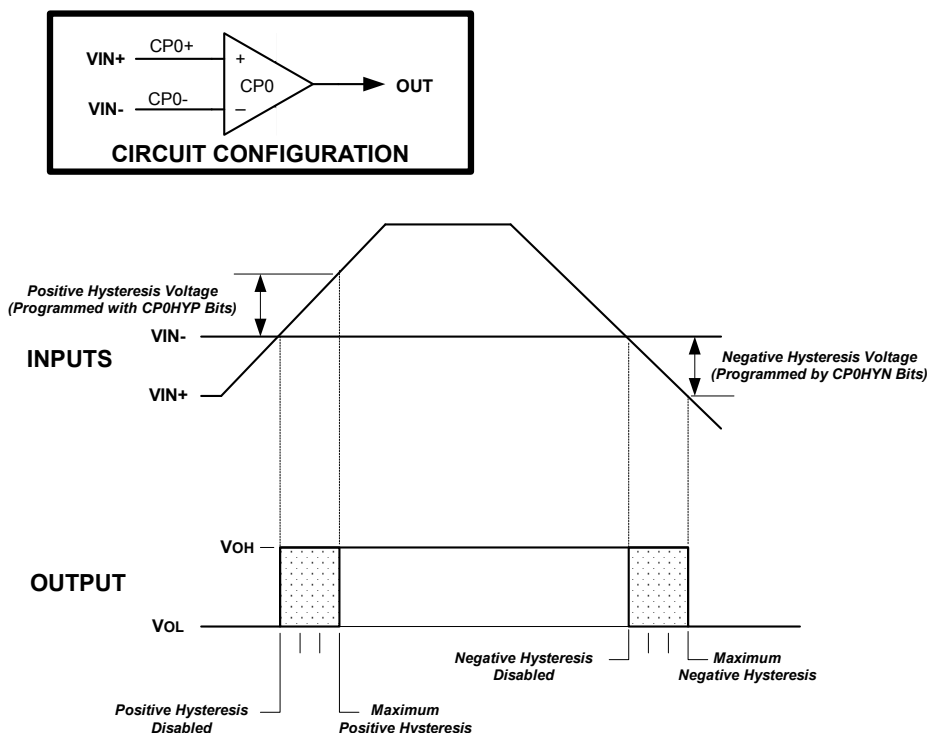 VIN+
CP0+
+
CP0
OUT
VIN-
CP0-
–
CIRCUIT CONFIGURATION
Positive Hysteresis Voltage
(Programmed with CP0HYP Bits)
VIN-
INPUTS
Negative Hysteresis Voltage
(Programmed by CP0HYN Bits)
VIN+
VOH
OUTPUT
VOL
Negative Hysteresis
Disabled
Maximum
Negative Hysteresis
Positive Hysteresis
Disabled
Maximum
Positive Hysteresis